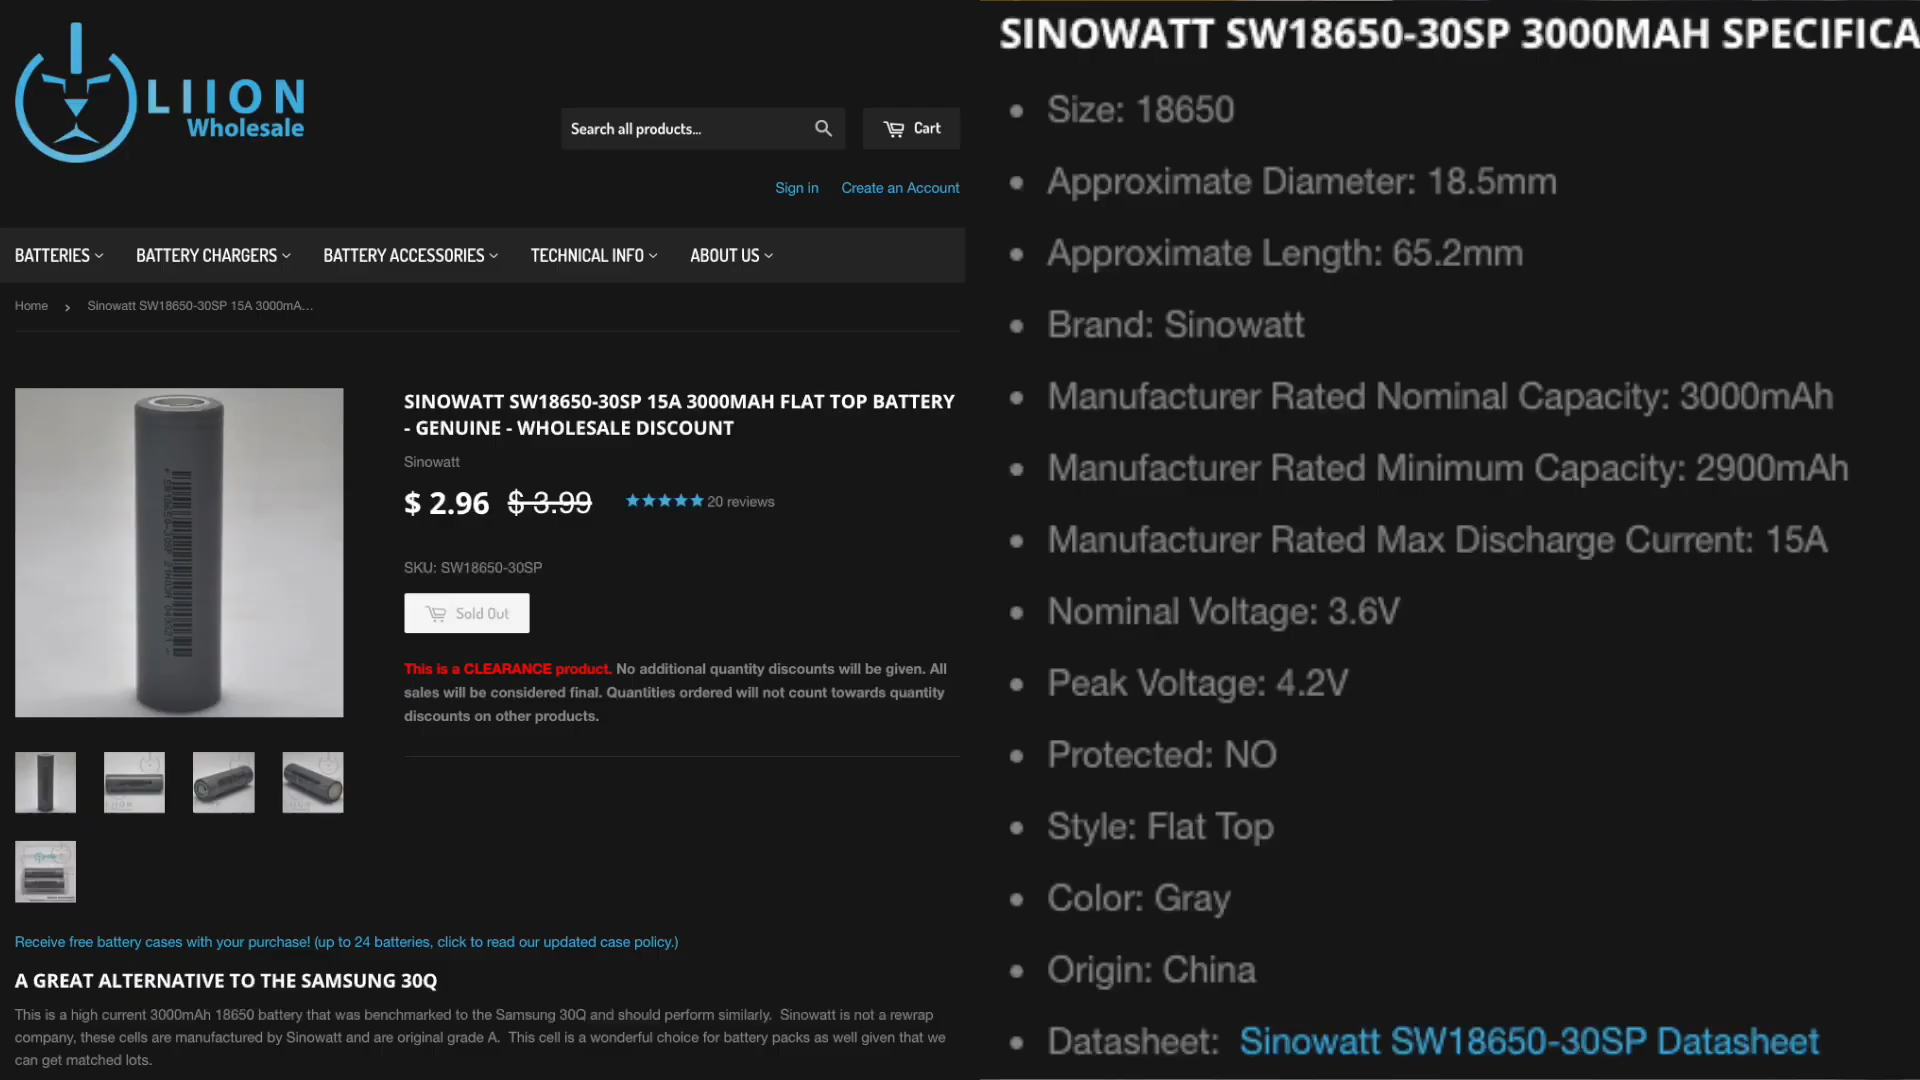 LIION
Wholesale
Search all products...
Cart
Sign in
Create an Account
BATTERIES
BATTERY CHARGERS
BATTERY ACCESSORIES
TECHNICAL INFO
ABOUT US
Home › Sinowatt SW18650-30SP 15A 3000mA...
SINOWATT SW18650-30SP 15A 3000MAH FLAT TOP BATTERY
- GENUINE - WHOLESALE DISCOUNT
Sinowatt
$ 2.96 $ 3.99 ★★★★★ 20 reviews
SKU: SW18650-30SP
Sold Out
This is a CLEARANCE product. No additional quantity discounts will be given. All
sales will be considered final. Quantities ordered will not count towards quantity
discounts on other products.
Receive free battery cases with your purchase! (up to 24 batteries, click to read our updated case policy.)
A GREAT ALTERNATIVE TO THE SAMSUNG 30Q
This is a high current 3000mAh 18650 battery that was benchmarked to the Samsung 30Q and should perform similarly. Sinowatt is not a rewrap
company, these cells are manufactured by Sinowatt and are original grade A. This cell is a wonderful choice for battery packs as well given that we
can get matched lots.
SINOWATT SW18650-30SP 3000MAH SPECIFICA
• Size: 18650
• Approximate Diameter: 18.5mm
• Approximate Length: 65.2mm
• Brand: Sinowatt
• Manufacturer Rated Nominal Capacity: 3000mAh
• Manufacturer Rated Minimum Capacity: 2900mAh
• Manufacturer Rated Max Discharge Current: 15A
• Nominal Voltage: 3.6V
• Peak Voltage: 4.2V
• Protected: NO
• Style: Flat Top
• Color: Gray
• Origin: China
• Datasheet: Sinowatt SW18650-30SP Datasheet